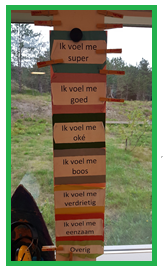 Ik voel me
super
Ik voel me
goed
Ik voel me
oké
Ik voel me
boos
Ik voel me
verdrietig
Ik voel me
eenzaam
Overig